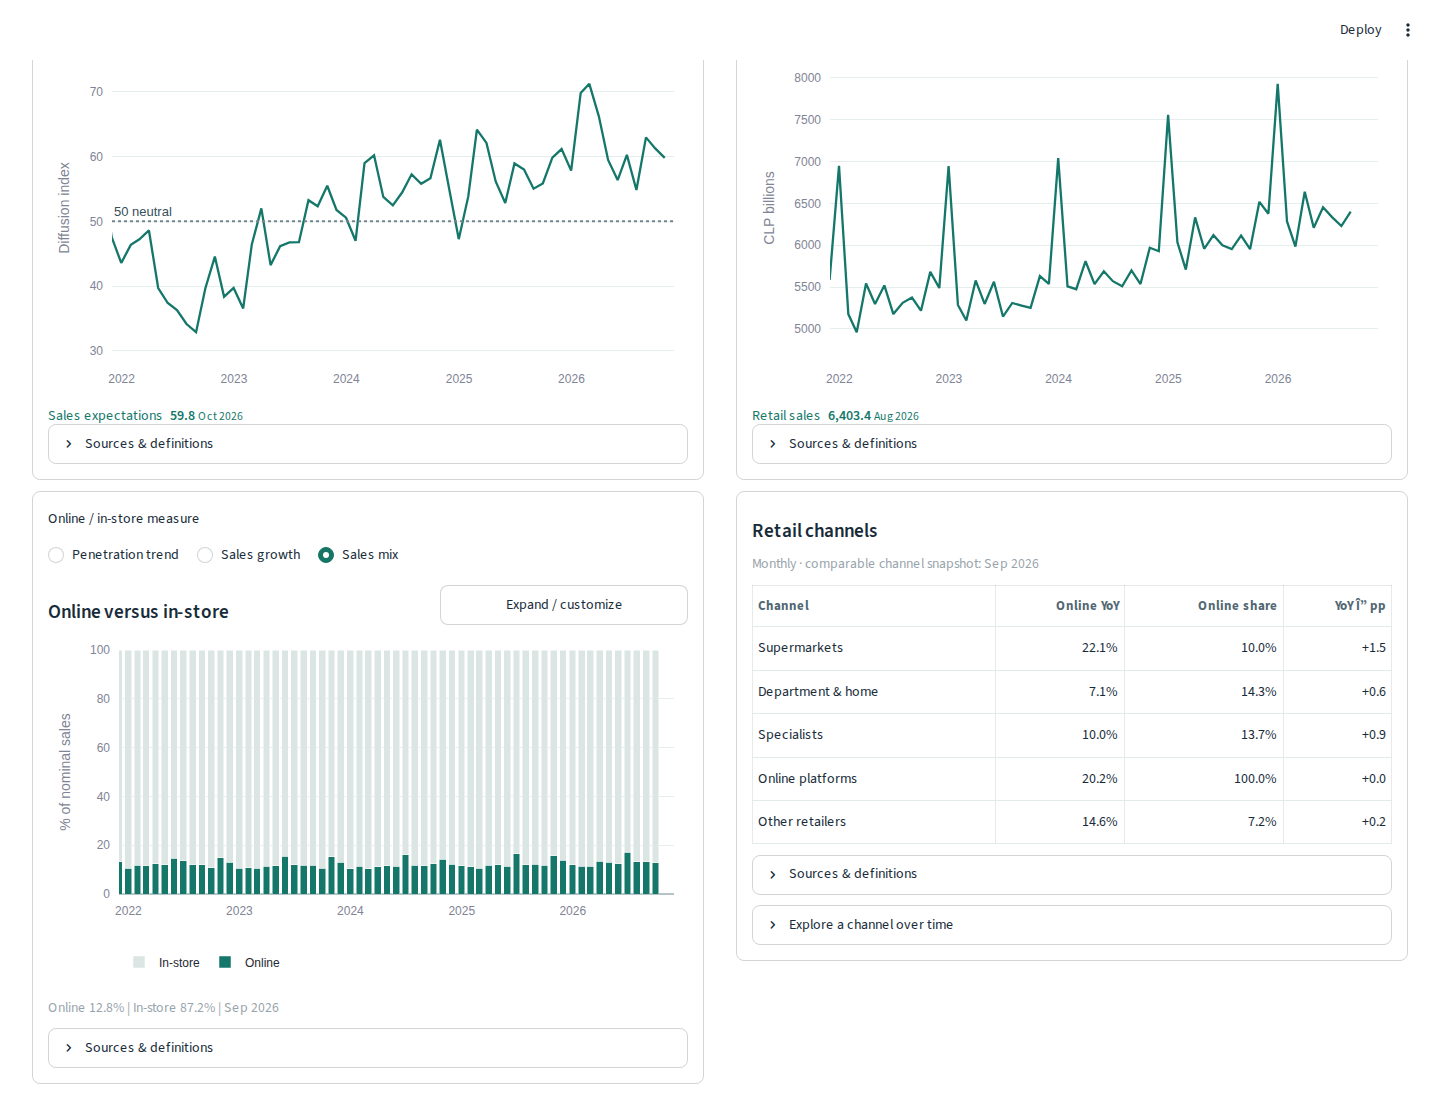 Deploy
70
60
50 neutral
50
40
30
Diffusion index
2022 2023 2024 2025 2026
Sales expectations 59.8 Oct 2026
Sources & definitions
8000
7500
7000
6500
6000
5500
5000
CLP billions
2022 2023 2024 2025 2026
Retail sales 6,403.4 Aug 2026
Sources & definitions
Online / in-store measure
Penetration trend Sales growth Sales mix
Online versus in-store
Expand / customize
100
80
60
40
20
0
% of nominal sales
2022 2023 2024 2025 2026
In-store Online
Online 12.8% | In-store 87.2% | Sep 2026
Sources & definitions
Retail channels
Monthly · comparable channel snapshot: Sep 2026
Channel Online YoY Online share YoY Î” pp
Supermarkets 22.1% 10.0% +1.5
Department & home 7.1% 14.3% +0.6
Specialists 10.0% 13.7% +0.9
Online platforms 20.2% 100.0% +0.0
Other retailers 14.6% 7.2% +0.2
Sources & definitions
Explore a channel over time